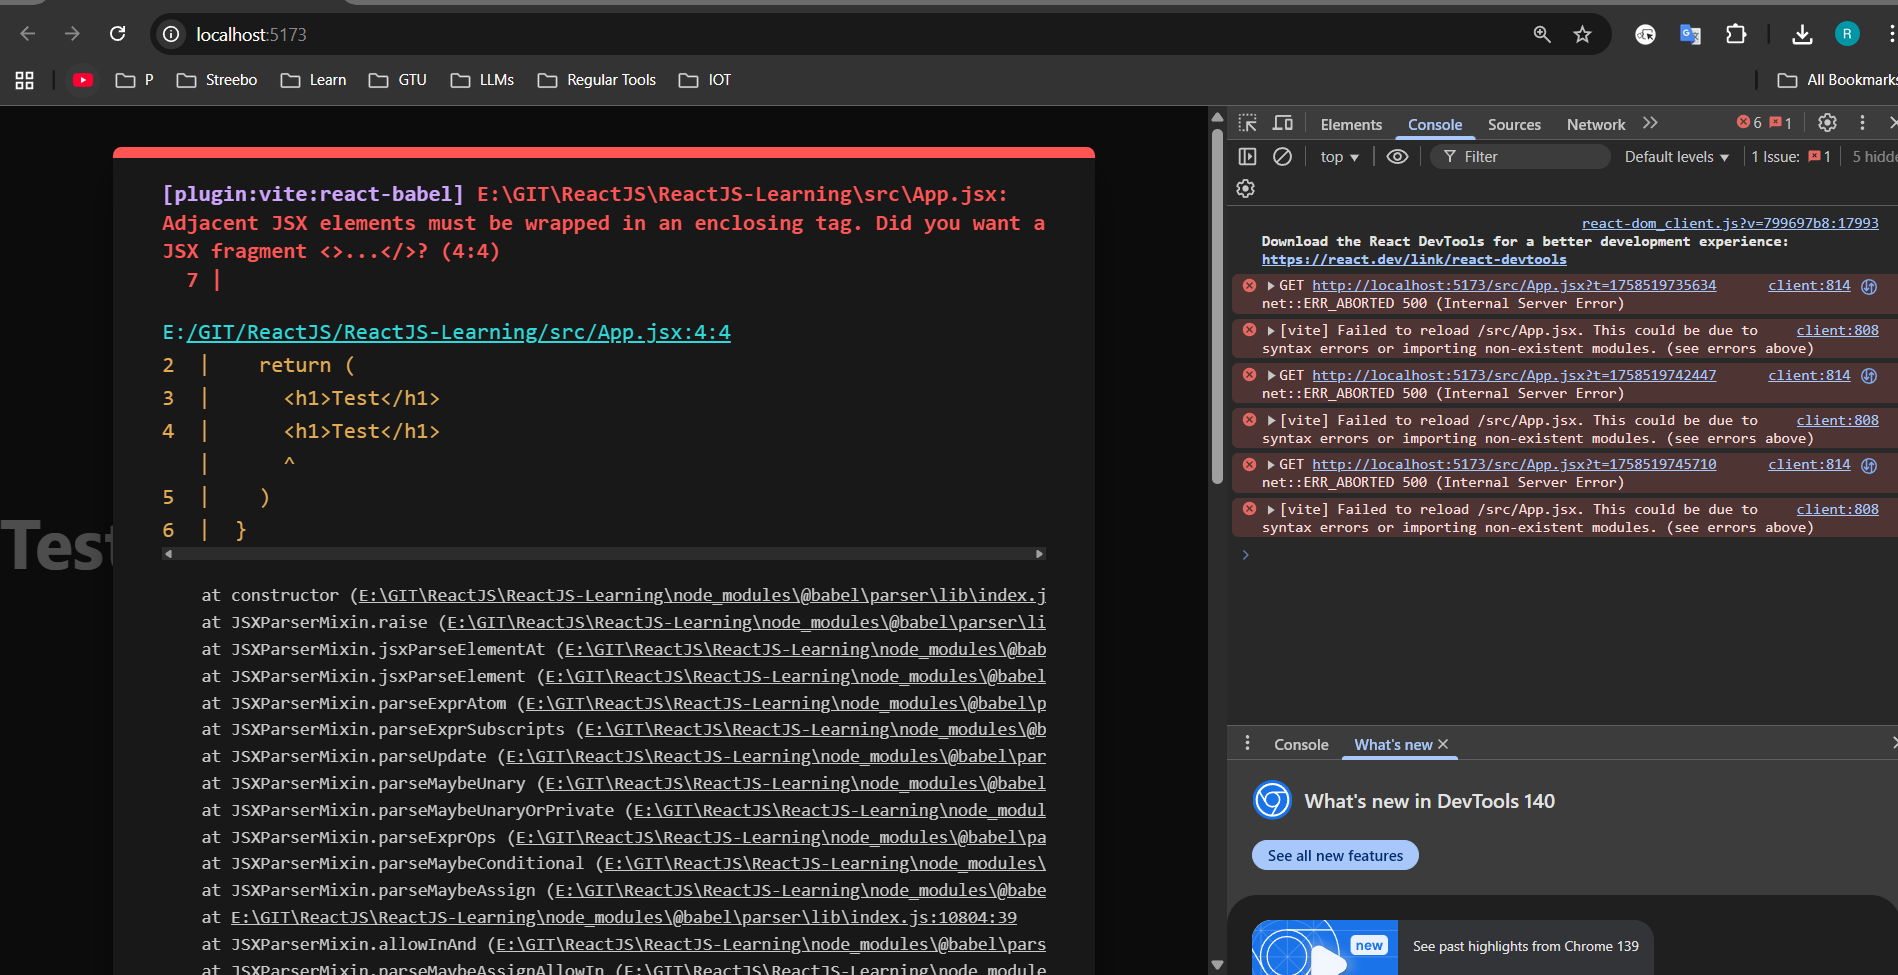 localhost:5173
R
P
Streebo
Learn
GTU
LLMs
Regular Tools
IOT
All Bookmarks
[plugin:vite:react-babel] E:\GIT\ReactJS\ReactJS-Learning\src\App.jsx:
Adjacent JSX elements must be wrapped in an enclosing tag. Did you want a
JSX fragment <>...</>? (4:4)
7 |
E:/GIT/ReactJS/ReactJS-Learning/src/App.jsx:4:4
2 | return (
3 | <h1>Test</h1>
4 | <h1>Test</h1>
| ^
5 | )
6 | }
Test
at constructor (E:\GIT\ReactJS\ReactJS-Learning\node_modules\@babel\parser\lib\index.j
at JSXParserMixin.raise (E:\GIT\ReactJS\ReactJS-Learning\node_modules\@babel\parser\li
at JSXParserMixin.jsxParseElementAt (E:\GIT\ReactJS\ReactJS-Learning\node_modules\@bab
at JSXParserMixin.jsxParseElement (E:\GIT\ReactJS\ReactJS-Learning\node_modules\@babel
at JSXParserMixin.parseExprAtom (E:\GIT\ReactJS\ReactJS-Learning\node_modules\@babel\p
at JSXParserMixin.parseExprSubscripts (E:\GIT\ReactJS\ReactJS-Learning\node_modules\@b
at JSXParserMixin.parseUpdate (E:\GIT\ReactJS\ReactJS-Learning\node_modules\@babel\par
at JSXParserMixin.parseMaybeUnary (E:\GIT\ReactJS\ReactJS-Learning\node_modules\@babel
at JSXParserMixin.parseMaybeUnaryOrPrivate (E:\GIT\ReactJS\ReactJS-Learning\node_modul
at JSXParserMixin.parseExprOps (E:\GIT\ReactJS\ReactJS-Learning\node_modules\@babel\pa
at JSXParserMixin.parseMaybeConditional (E:\GIT\ReactJS\ReactJS-Learning\node_modules\
at JSXParserMixin.parseMaybeAssign (E:\GIT\ReactJS\ReactJS-Learning\node_modules\@babe
at E:\GIT\ReactJS\ReactJS-Learning\node_modules\@babel\parser\lib\index.js:10804:39
at JSXParserMixin.allowInAnd (E:\GIT\ReactJS\ReactJS-Learning\node_modules\@babel\pars
at JSXParserMixin.parseMaybeAssignAllowIn (E:\GIT\ReactJS\ReactJS-Learning\node_module
Elements Console Sources Network 6 1
top Filter Default levels 1 Issue: 1 5 hidde
react-dom_client.js?v=799697b8:17993
Download the React DevTools for a better development experience:
https://react.dev/link/react-devtools
GET http://localhost:5173/src/App.jsx?t=1758519735634 client:814
net::ERR_ABORTED 500 (Internal Server Error)
[vite] Failed to reload /src/App.jsx. This could be due to client:808
syntax errors or importing non-existent modules. (see errors above)
GET http://localhost:5173/src/App.jsx?t=1758519742447 client:814
net::ERR_ABORTED 500 (Internal Server Error)
[vite] Failed to reload /src/App.jsx. This could be due to client:808
syntax errors or importing non-existent modules. (see errors above)
GET http://localhost:5173/src/App.jsx?t=1758519745710 client:814
net::ERR_ABORTED 500 (Internal Server Error)
[vite] Failed to reload /src/App.jsx. This could be due to client:808
syntax errors or importing non-existent modules. (see errors above)
Console What's new
What's new in DevTools 140
See all new features
new
See past highlights from Chrome 139